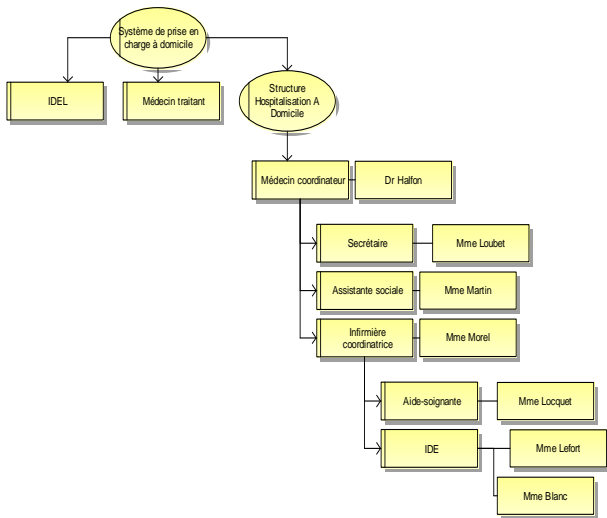 Système de prise en
charge à domicile
IDEL
Médecin traitant
Structure
Hospitalisation A
Domicile
Médecin coordinateur
Dr Halfon
Secrétaire
Mme Loubet
Assistante sociale
Mme Martin
Infirmière
coordinatrice
Mme Morel
Aide-soignante
Mme Locquet
IDE
Mme Lefort
Mme Blanc